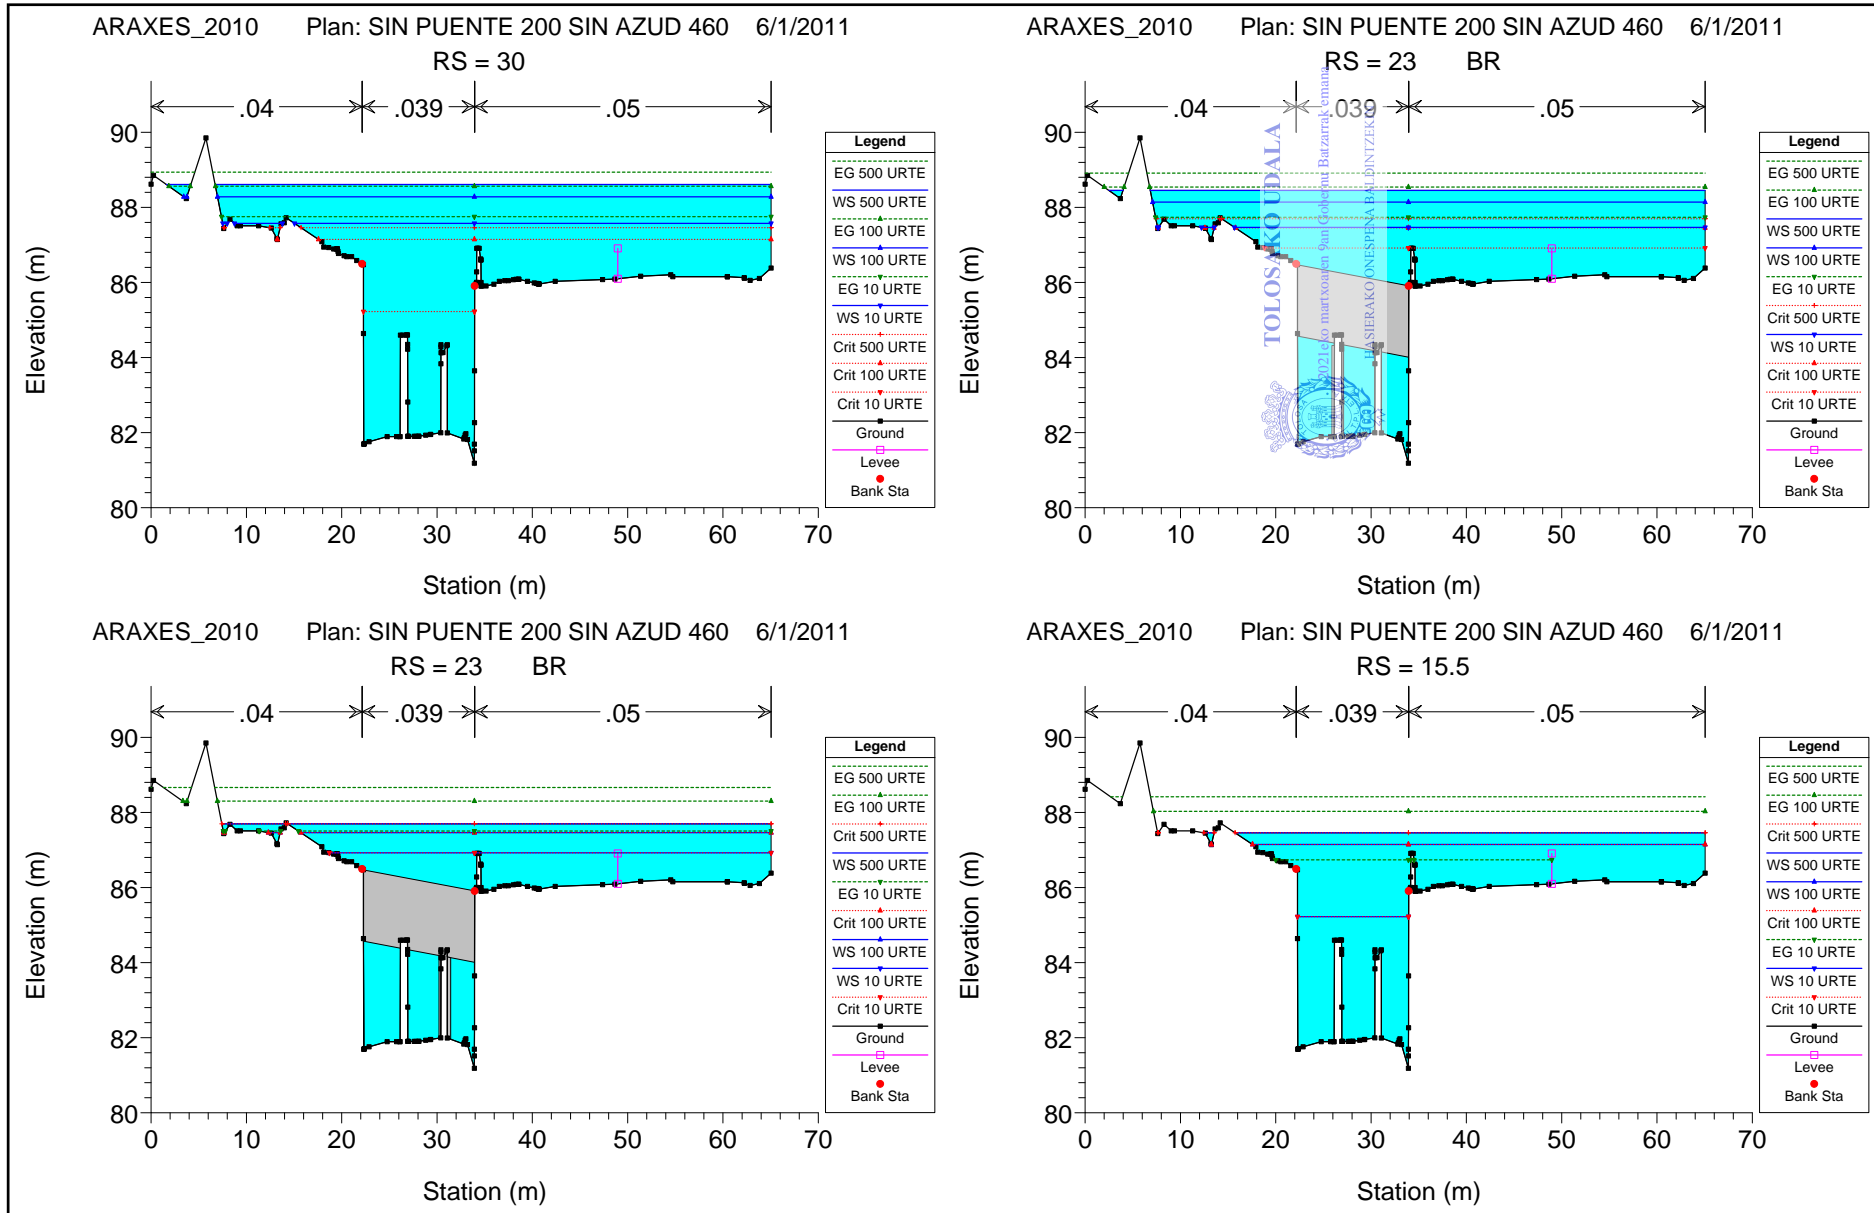 ARAXES_2010 Plan: SIN PUENTE 200 SIN AZUD 460 6/1/2011
RS = 30
.04 .039 .05
90
88
86
84
82
80
0 10 20 30 40 50 60 70
Station (m)
Elevation (m)
Legend
EG 500 URTE
WS 500 URTE
EG 100 URTE
WS 100 URTE
EG 10 URTE
WS 10 URTE
Crit 500 URTE
Crit 100 URTE
Crit 10 URTE
Ground
Levee
Bank Sta
ARAXES_2010 Plan: SIN PUENTE 200 SIN AZUD 460 6/1/2011
RS = 23 BR
.04 .039 .05
90
88
86
84
82
80
0 10 20 30 40 50 60 70
Station (m)
Elevation (m)
Legend
EG 500 URTE
EG 100 URTE
WS 500 URTE
WS 100 URTE
EG 10 URTE
Crit 500 URTE
WS 10 URTE
Crit 100 URTE
Crit 10 URTE
Ground
Levee
Bank Sta
TOLOSAKO UDALA
2021eko martxoaren 9an Gobernu Batzarrak emana
HASIERAKO ONESPENA BALDINTZEKIN
ARAXES_2010 Plan: SIN PUENTE 200 SIN AZUD 460 6/1/2011
RS = 23 BR
.04 .039 .05
90
88
86
84
82
80
0 10 20 30 40 50 60 70
Station (m)
Elevation (m)
Legend
EG 500 URTE
EG 100 URTE
Crit 500 URTE
WS 500 URTE
EG 10 URTE
Crit 100 URTE
WS 100 URTE
WS 10 URTE
Crit 10 URTE
Ground
Levee
Bank Sta
ARAXES_2010 Plan: SIN PUENTE 200 SIN AZUD 460 6/1/2011
RS = 15.5
.04 .039 .05
90
88
86
84
82
80
0 10 20 30 40 50 60 70
Station (m)
Elevation (m)
Legend
EG 500 URTE
EG 100 URTE
Crit 500 URTE
WS 500 URTE
WS 100 URTE
Crit 100 URTE
EG 10 URTE
WS 10 URTE
Crit 10 URTE
Ground
Levee
Bank Sta